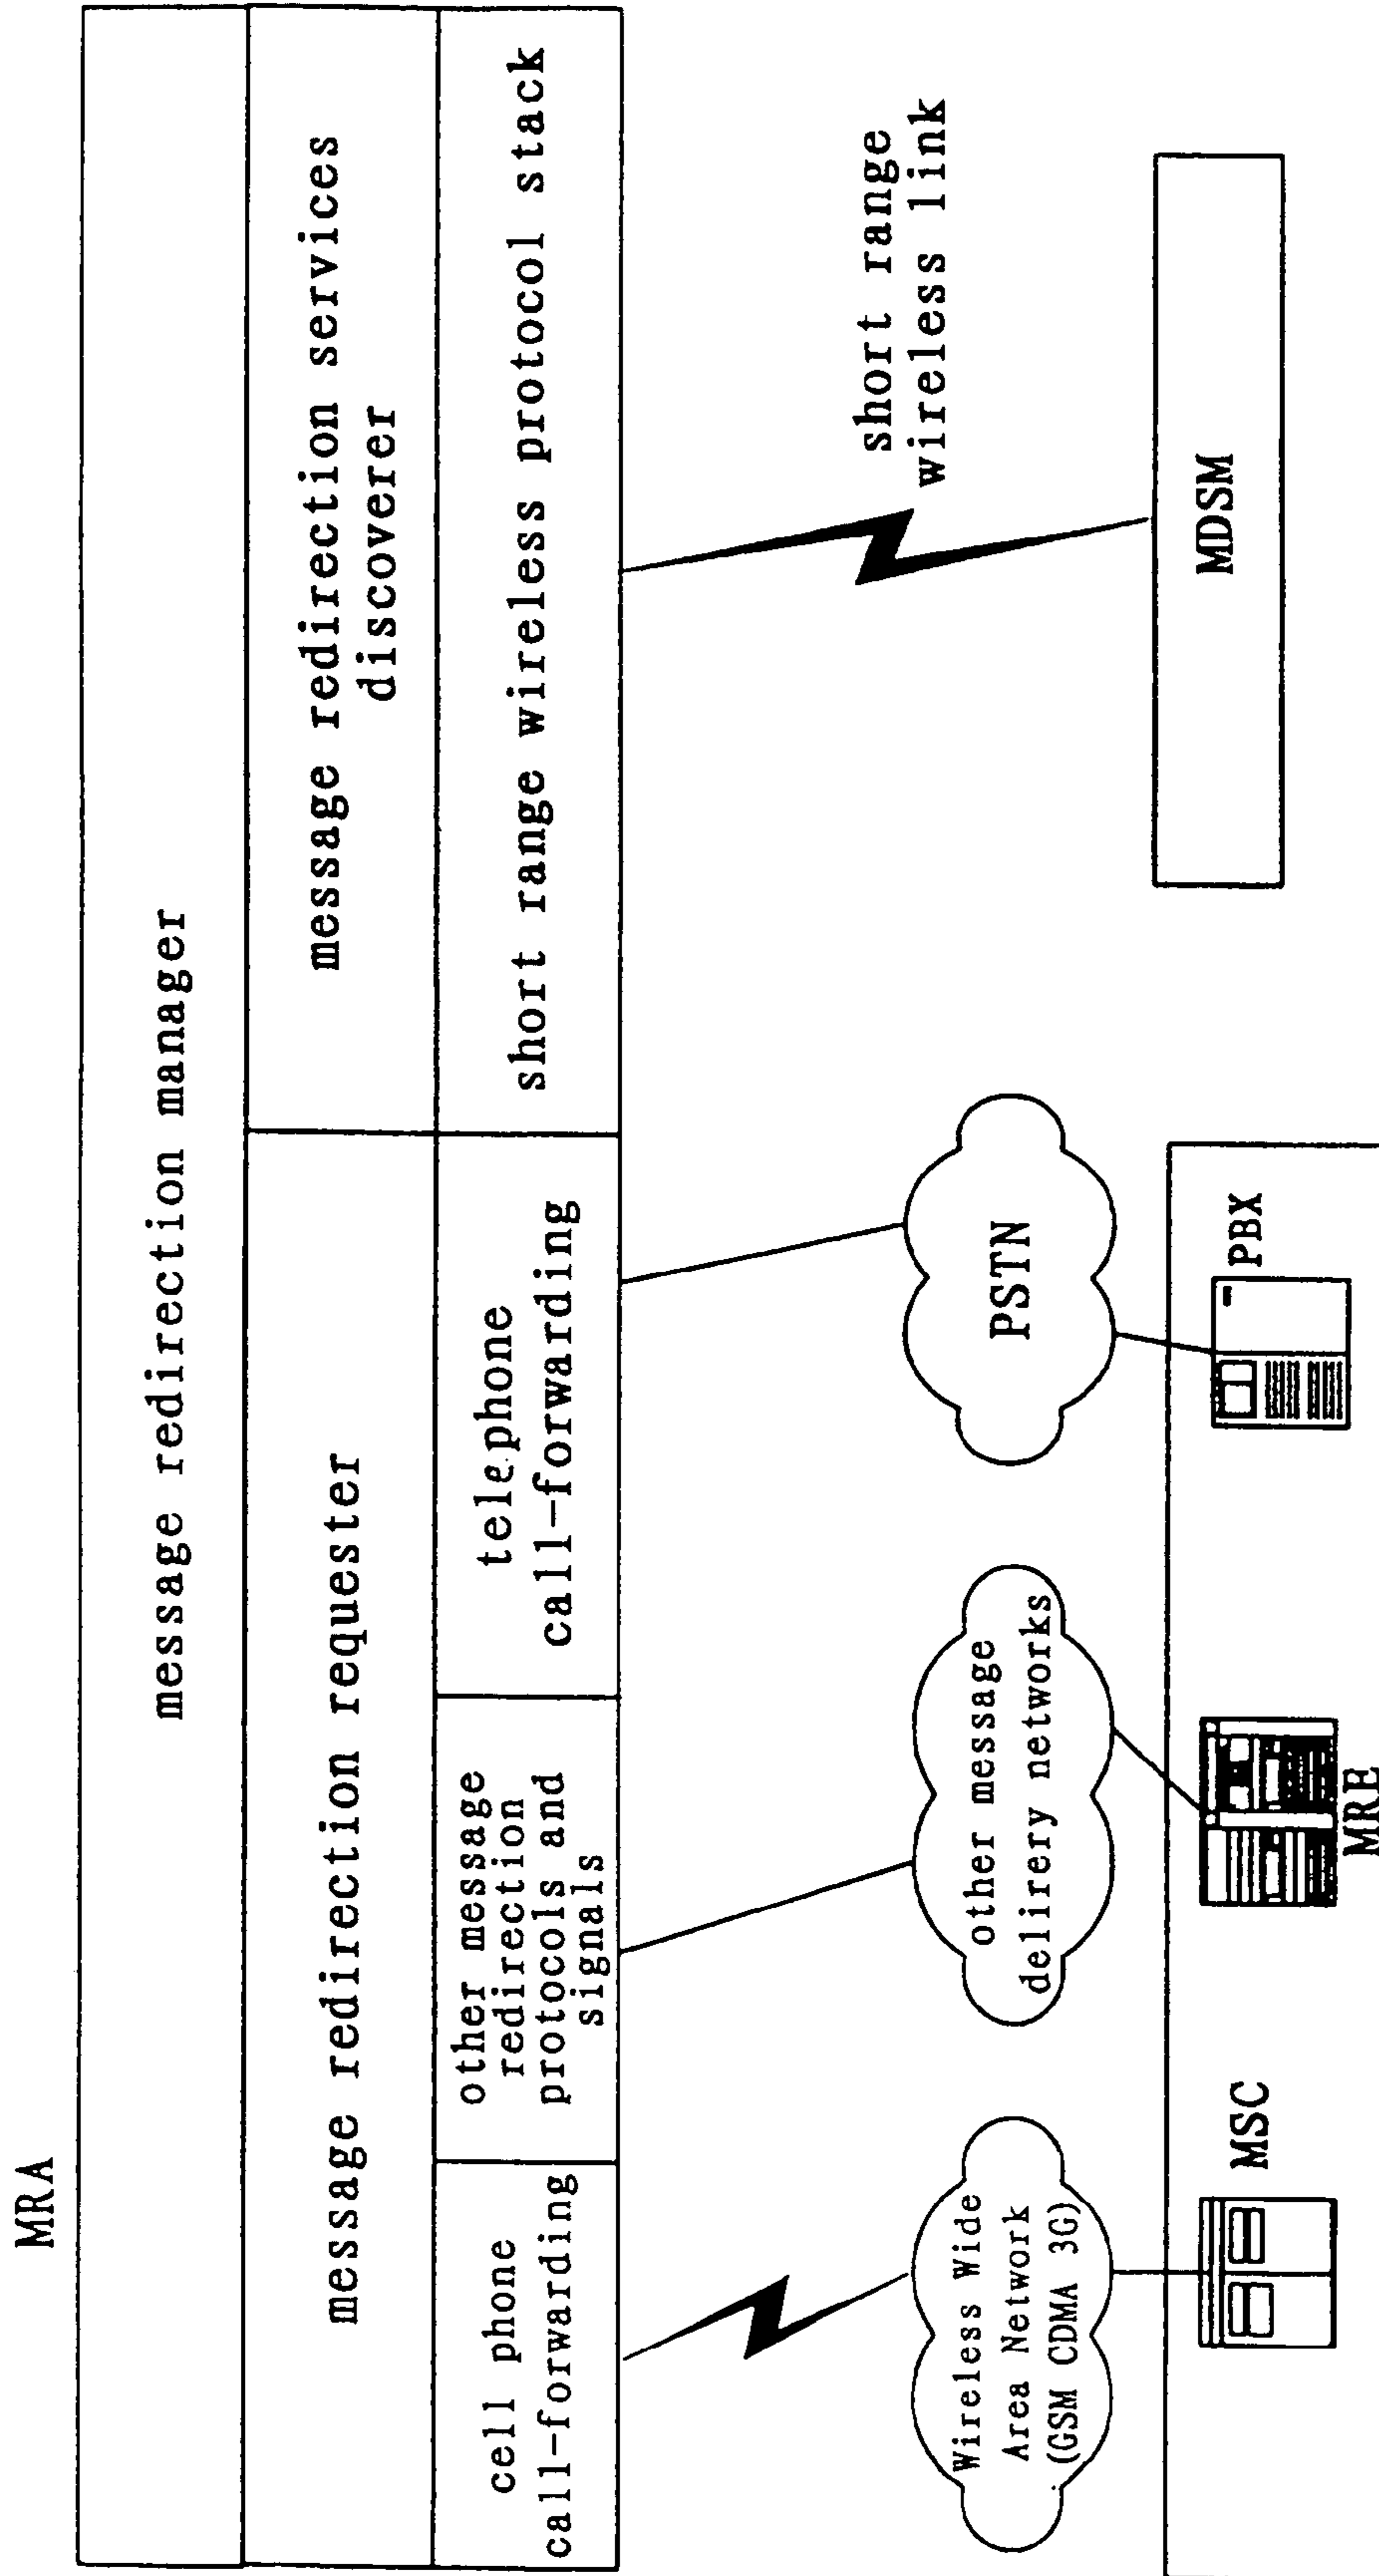 MRA
message redirection manager
message redirection requester
message redirection services
discoverer
cell phone
call-forwarding
other message
redirection
protocols and
signals
telephone
call-forwarding
short range wireless protocol stack
short range
wireless link
Wireless Wide
Area Network
(GSM CDMA 3G)
other message
delirery networks
PSTN
MDSM
MSC
MRE
PBX